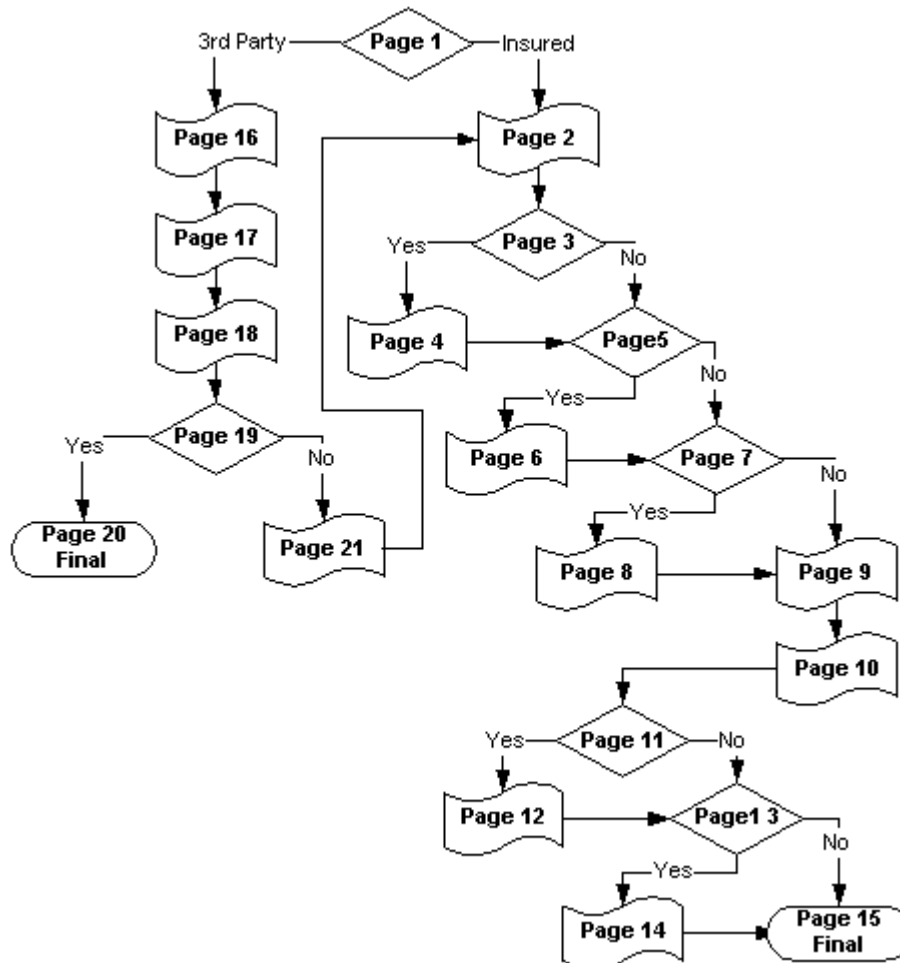 3rd Party
Page 1
Insured
Page 16
Page 2
Page 17
Yes
Page 3
No
Page 18
Page 4
Page5
No
Yes
Yes
Page 19
No
Page 6
Page 7
No
Yes
Page 20
Final
Page 21
Page 8
Page 9
Page 10
Yes
Page 11
No
Page 12
Page1 3
No
Yes
Page 14
Page 15
Final